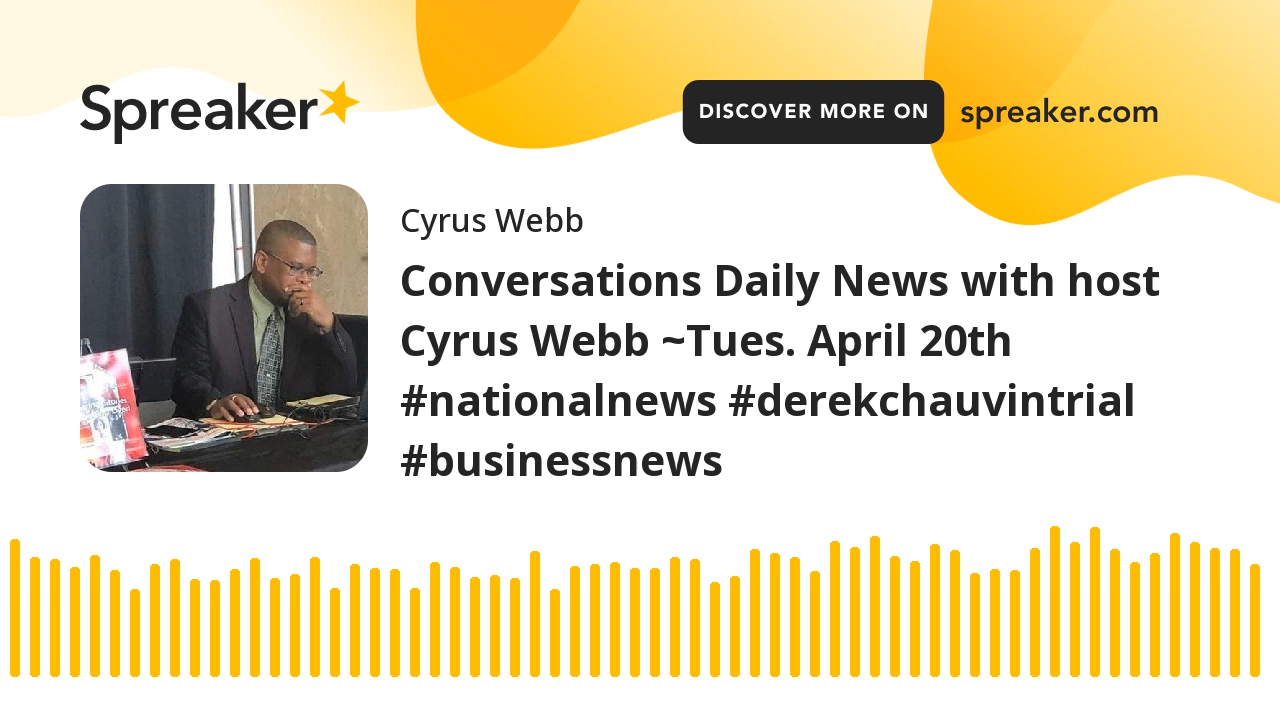 Spreaker
DISCOVER MORE ON spreaker.com
Cyrus Webb
Conversations Daily News with host
Cyrus Webb ~Tues. April 20th
#nationalnews #derekchauvintrial
#businessnews